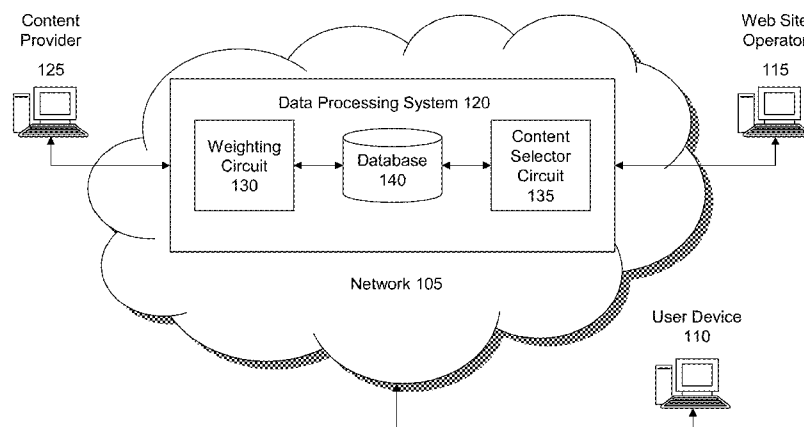 Content
Provider
125
Web Site
Operator
115
Data Processing System 120
Weighting
Circuit
130
Database
140
Content
Selector
Circuit
135
Network 105
User Device
110